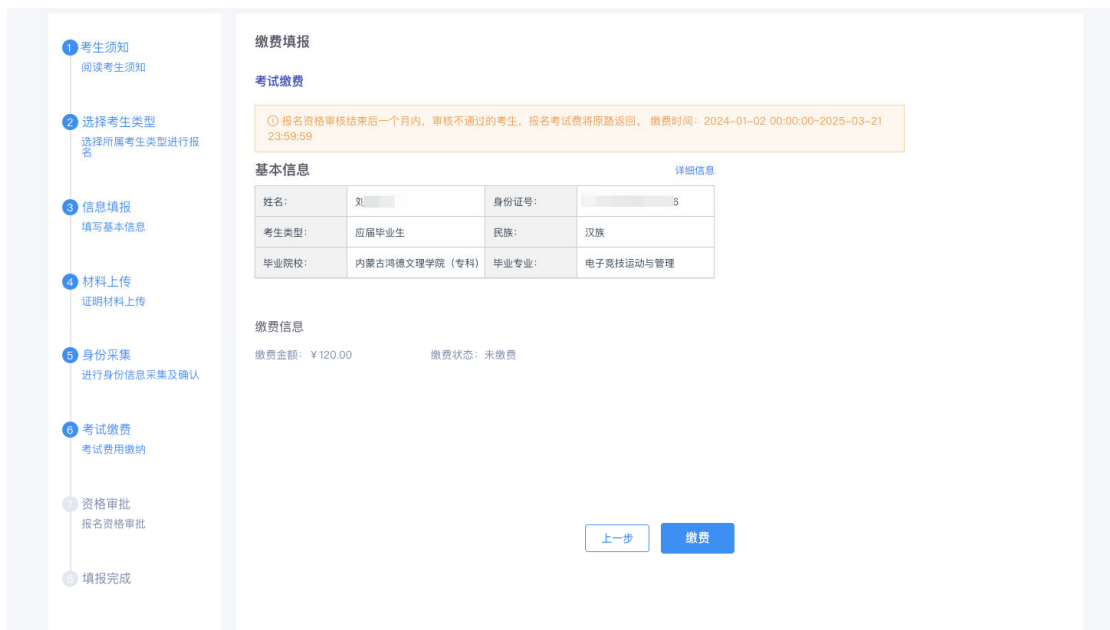 1 考生须知
阅读考生须知
2 选择考生类型
选择所属考生类型进行报
名
3 信息填报
填写基本信息
4 材料上传
证明材料上传
5 身份采集
进行身份信息采集及确认
6 考试缴费
考试费用缴纳
7 资格审批
报名资格审批
8 填报完成
缴费填报
考试缴费
报名资格审核结束后一个月内，审核不通过的考生，报名考试费将原路返回。 缴费时间：2024-01-02 00:00:00-2025-03-21
23:59:59
基本信息 详细信息
姓名： 刘 身份证号： 6
考生类型： 应届毕业生 民族： 汉族
毕业院校： 内蒙古鸿德文理学院（专科） 毕业专业： 电子竞技运动与管理
缴费信息
缴费金额：￥120.00 缴费状态：未缴费
上一步 缴费